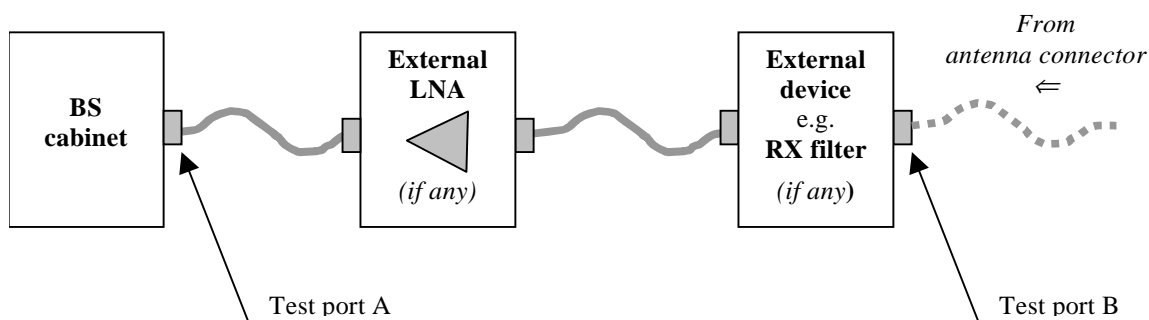 BS
cabinet
External
LNA
(if any)
External
device
e.g.
RX filter
(if any)
From
antenna connector
⇐
Test port A
Test port B